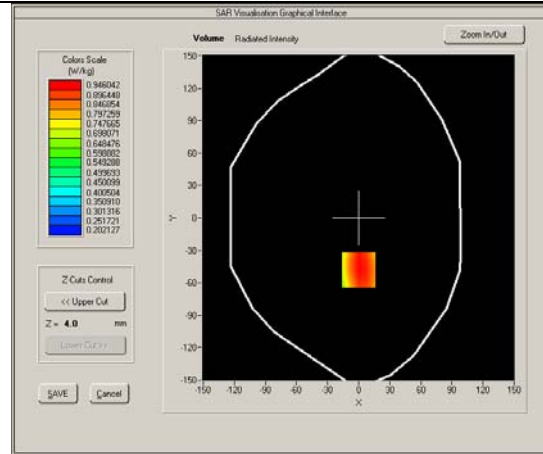 SAR Visualisation Graphical Interface
Volume Radiated Intensity
Zoom In/Out
Colors Scale
(W/kg)
0.946042
0.896448
0.846854
0.797259
0.747665
0.698071
0.648476
0.598882
0.549288
0.499693
0.450099
0.400504
0.350910
0.301316
0.251721
0.202127
Z Cuts Control
<< Upper Cut
Z = 4.0 mm
Lower Cut >>
SAVE
Cancel
150
120
90
60
30
0
-30
-60
-90
-120
-150
Y
-150 -120 -90 -60 -30 0 30 60 90 120 150
X